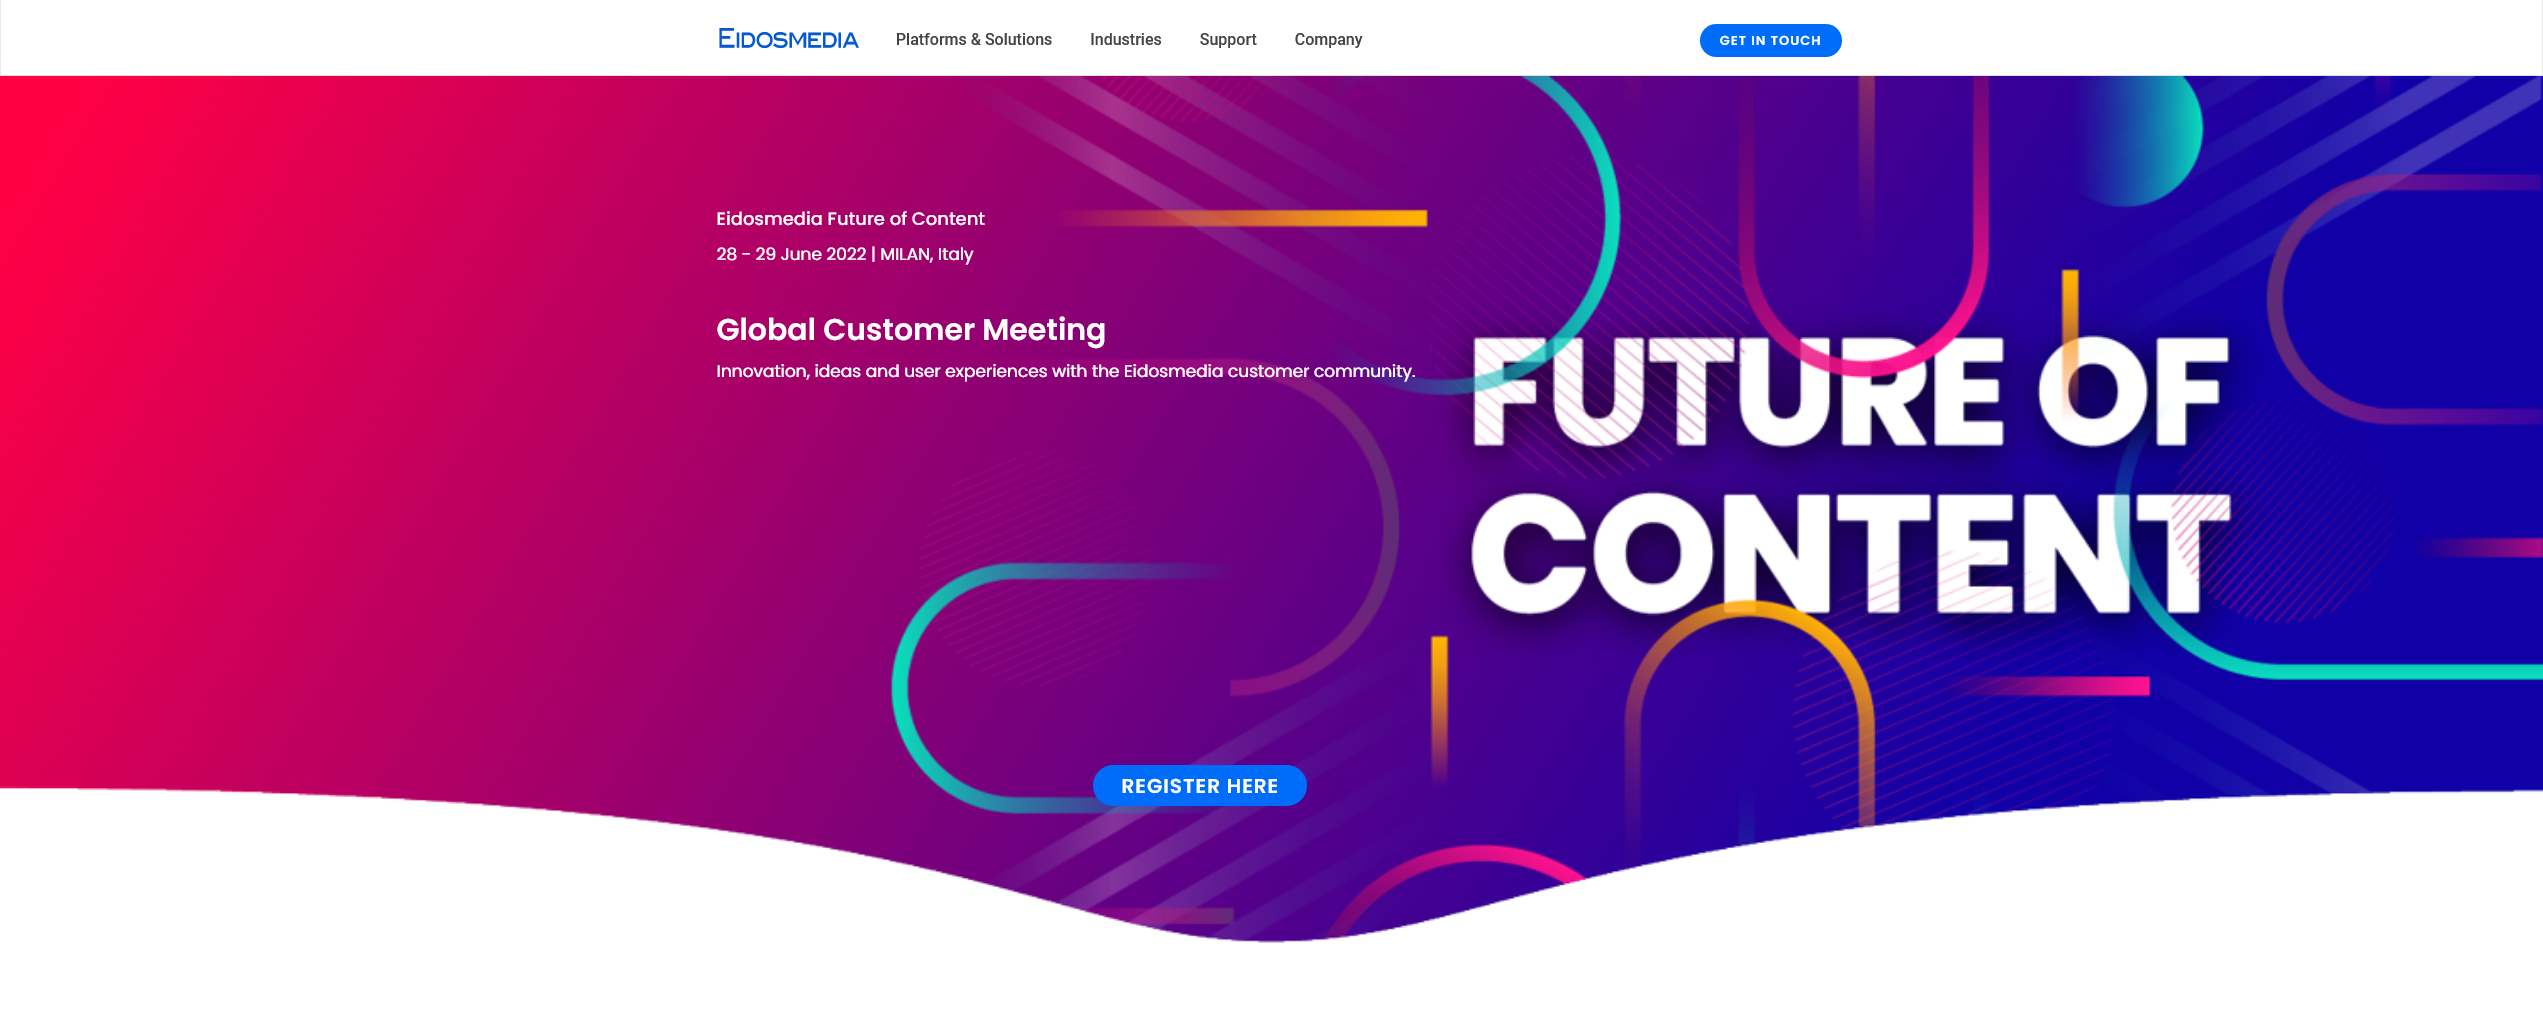 EIDOSMEDIA
Platforms & Solutions
Industries
Support
Company
GET IN TOUCH
Eidosmedia Future of Content
28 - 29 June 2022 | MILAN, Italy
Global Customer Meeting
Innovation, ideas and user experiences with the Eidosmedia customer community.
FUTURE OF
CONTENT
REGISTER HERE